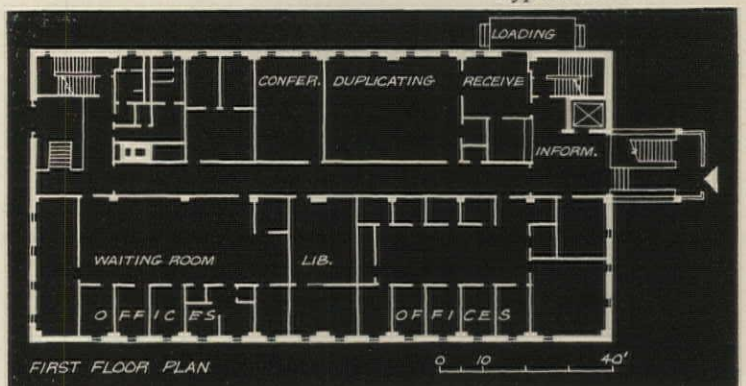 LOADING
CONFER. DUPLICATING RECEIVE
INFORM.
WAITING ROOM LIB.
OFFICES OFFICES
FIRST FLOOR PLAN 0 10 40'